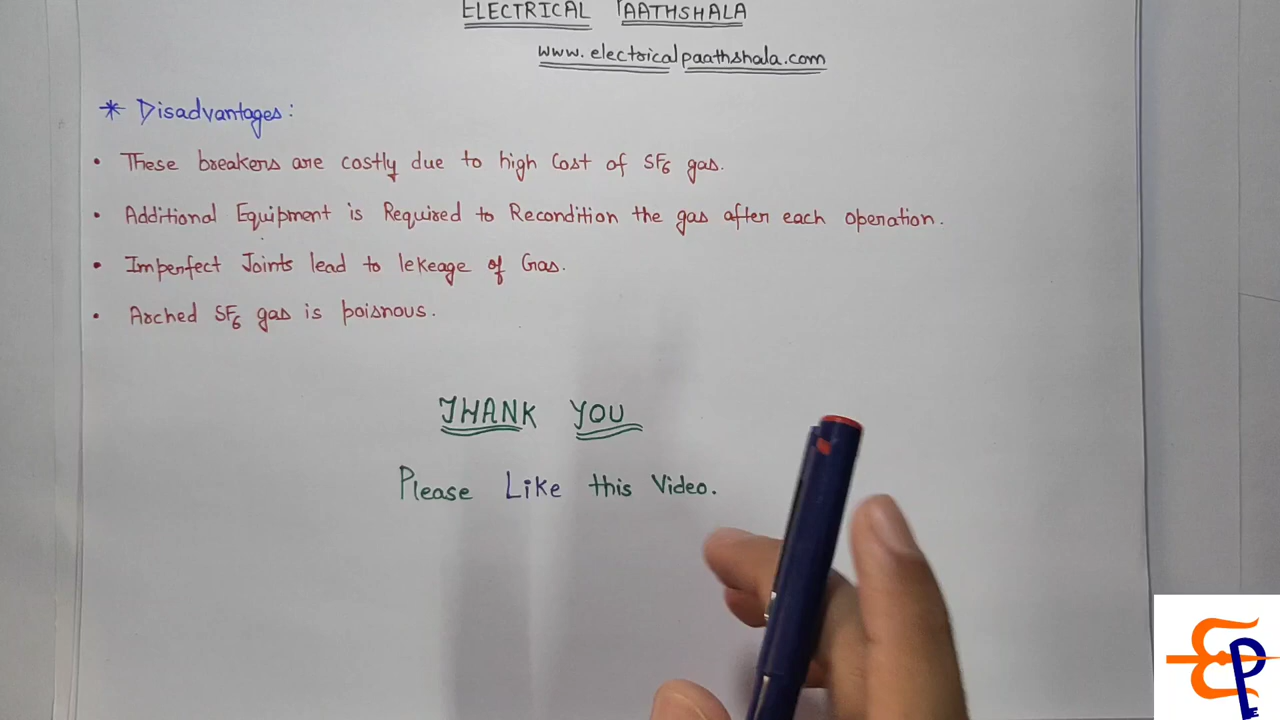 ELECTRICAL PAATHSHALA
www.electricalpaathshala.com
* Disadvantages:
• These breakers are costly due to high Cost of SF6 gas.
• Additional Equipment is Required to Recondition the gas after each operation.
• Imperfect Joints lead to lekeage of Gas.
• Arched SF6 gas is poisnous.
THANK YOU
Please Like this Video.
EP